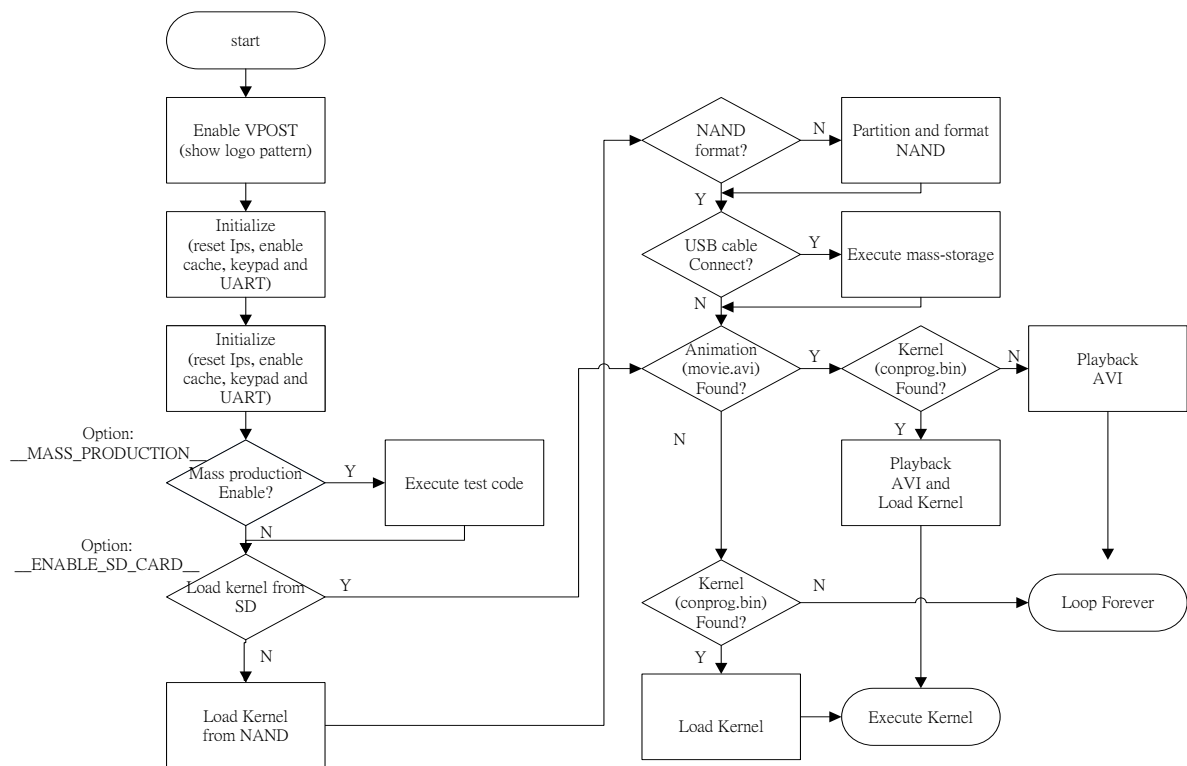 start
Enable VPOST
(show logo pattern)
Initialize
(reset Ips, enable
cache, keypad and
UART)
Initialize
(reset Ips, enable
cache, keypad and
UART)
Option:
__MASS_PRODUCTION__
Mass production
Enable?
Y
Execute test code
N
Option:
__ENABLE_SD_CARD__
Load kernel from
SD
Y
N
Load Kernel
from NAND
NAND
format?
N
Partition and format
NAND
Y
USB cable
Connect?
Y
Execute mass-storage
N
Animation
(movie.avi)
Found?
Y
Kernel
(conprog.bin)
Found?
N
Playback
AVI
N
Y
Playback
AVI and
Load Kernel
Kernel
(conprog.bin)
Found?
N
Loop Forever
Y
Load Kernel
Execute Kernel